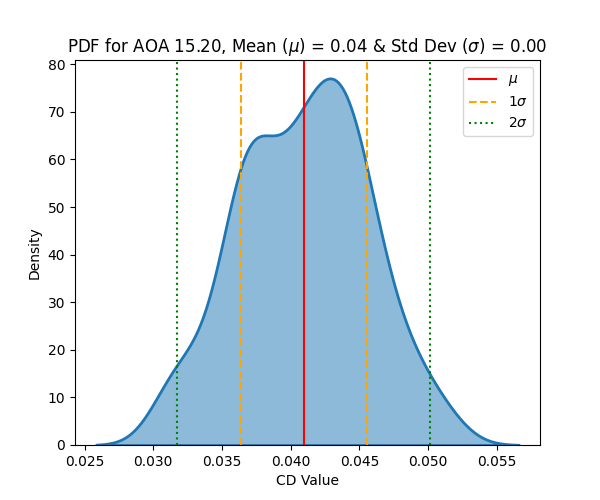 PDF for AOA 15.20, Mean (μ) = 0.04 & Std Dev (σ) = 0.00
80
70
60
50
40
30
20
10
0
Density
μ
1σ
2σ
0.025 0.030 0.035 0.040 0.045 0.050 0.055
CD Value